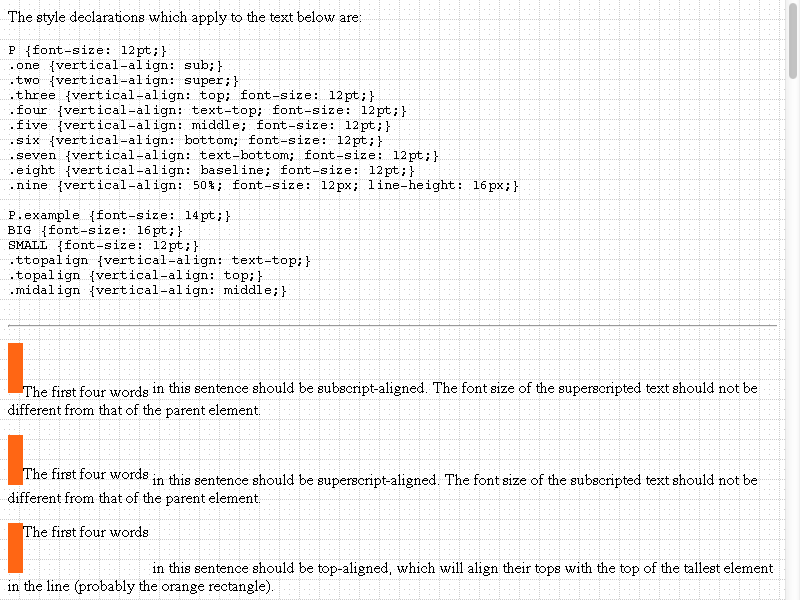 The style declarations which apply to the text below are:
P {font-size: 12pt;}
.one {vertical-align: sub;}
.two {vertical-align: super;}
.three {vertical-align: top; font-size: 12pt;}
.four {vertical-align: text-top; font-size: 12pt;}
.five {vertical-align: middle; font-size: 12pt;}
.six {vertical-align: bottom; font-size: 12pt;}
.seven {vertical-align: text-bottom; font-size: 12pt;}
.eight {vertical-align: baseline; font-size: 12pt;}
.nine {vertical-align: 50%; font-size: 12px; line-height: 16px;}
P.example {font-size: 14pt;}
BIG {font-size: 16pt;}
SMALL {font-size: 12pt;}
.ttopalign {vertical-align: text-top;}
.topalign {vertical-align: top;}
.midalign {vertical-align: middle;}
The first four words in this sentence should be subscript-aligned. The font size of the superscripted text should not be
different from that of the parent element.
The first four words in this sentence should be superscript-aligned. The font size of the subscripted text should not be
different from that of the parent element.
The first four words in this sentence should be top-aligned, which will align their tops with the top of the tallest element
in the line (probably the orange rectangle).